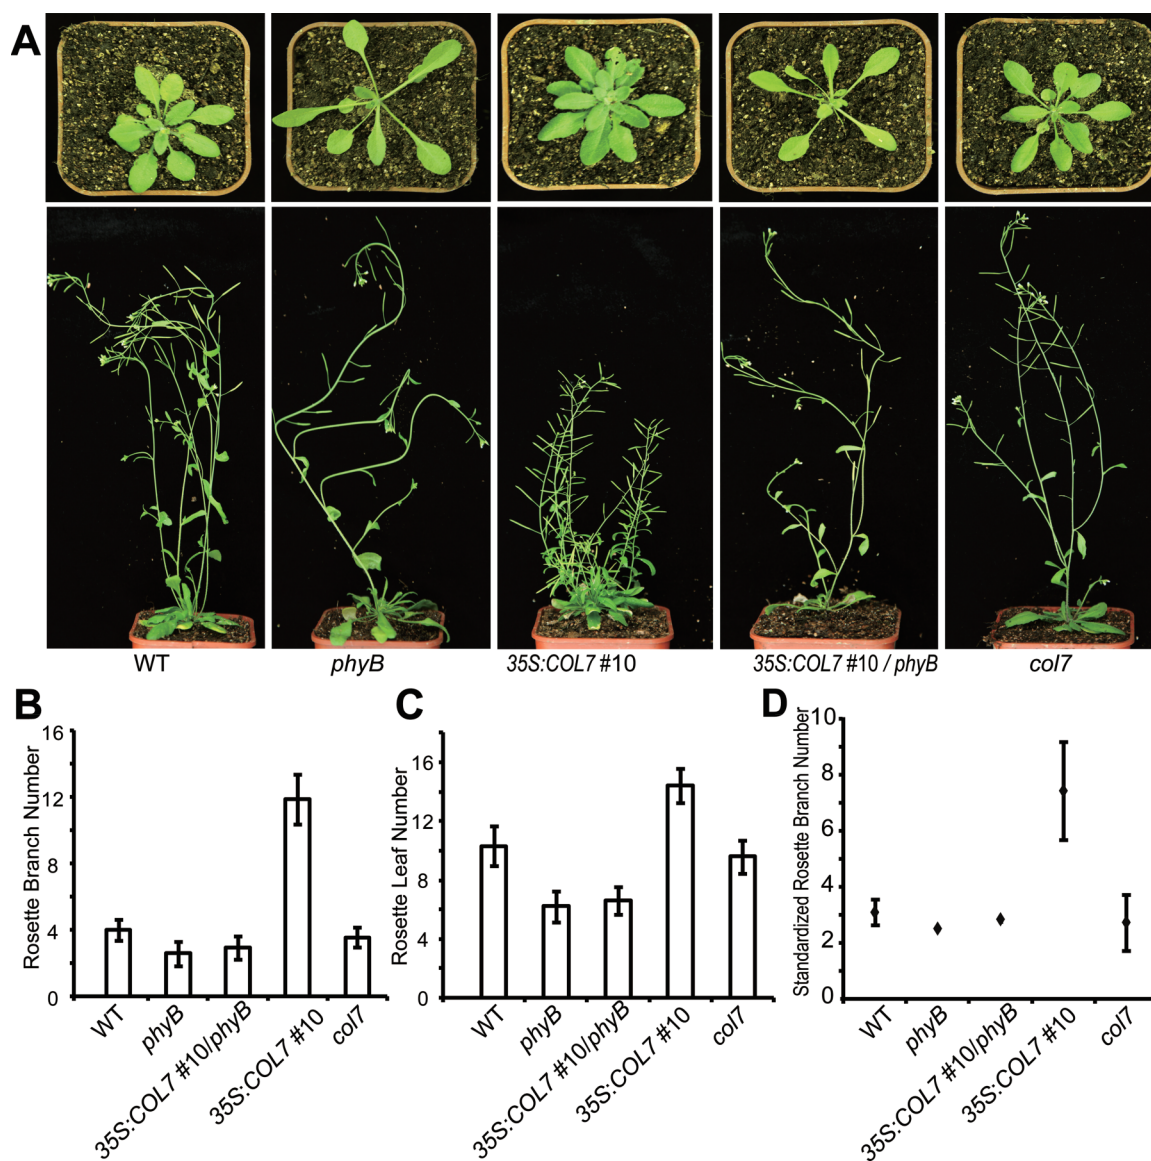 A
WT
phyB
35S:COL7 #10
35S:COL7 #10 / phyB
col7
B
Rosette Branch Number
16
12
8
4
0
WT
phyB
35S:COL7 #10/phyB
35S:COL7 #10
col7
C
Rosette Leaf Number
16
12
8
4
0
WT
phyB
35S:COL7 #10/phyB
35S:COL7 #10
col7
D
Standardized Rosette Branch Number
10
8
6
4
2
0
WT
phyB
35S:COL7 #10/phyB
35S:COL7 #10
col7